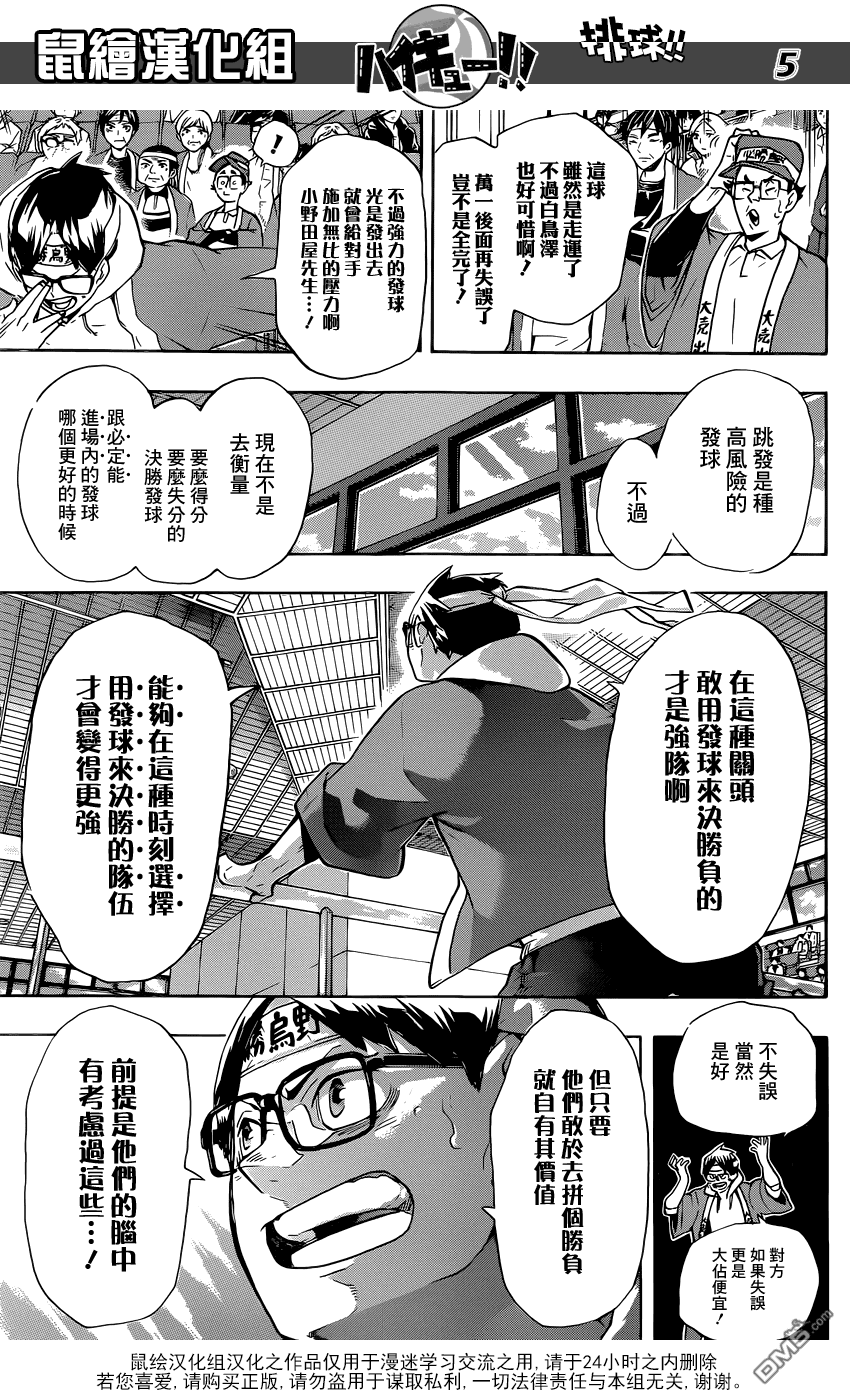 鼠繪漢化組
ハイキュー!!
排球!!
5
這球
雖然是走運了
不過白鳥澤
也好可惜啊!
萬一後面再失誤了
豈不是全完了!
必勝
大売出
!
不過強力的發球
光是發出去
就會給對手
施加無比的壓力啊
小野田屋先生…!
跳發是種
高風險的
發球
不過
現在不是
去衡量
要麼得分
要麼失分的
決勝發球
跟必定能
進場內的發球
哪個更好的時候
在這種關頭
敢用發球來決勝負的
才是強隊啊
能夠在這種時刻選擇
用發球來決勝的隊伍
才會變得更強
不失誤
當然
是好
對方
如果失誤
更是
大佔便宜!
但只要
他們敢於去拼個勝負
就自有其價值
勝烏野
前提是他們的腦中
有考慮過這些…!
鼠绘汉化组汉化之作品仅用于漫迷学习交流之用, 请于24小时之内删除
若您喜爱, 请购买正版, 请勿用于谋取私利, 一切法律责任与本组无关, 谢谢。